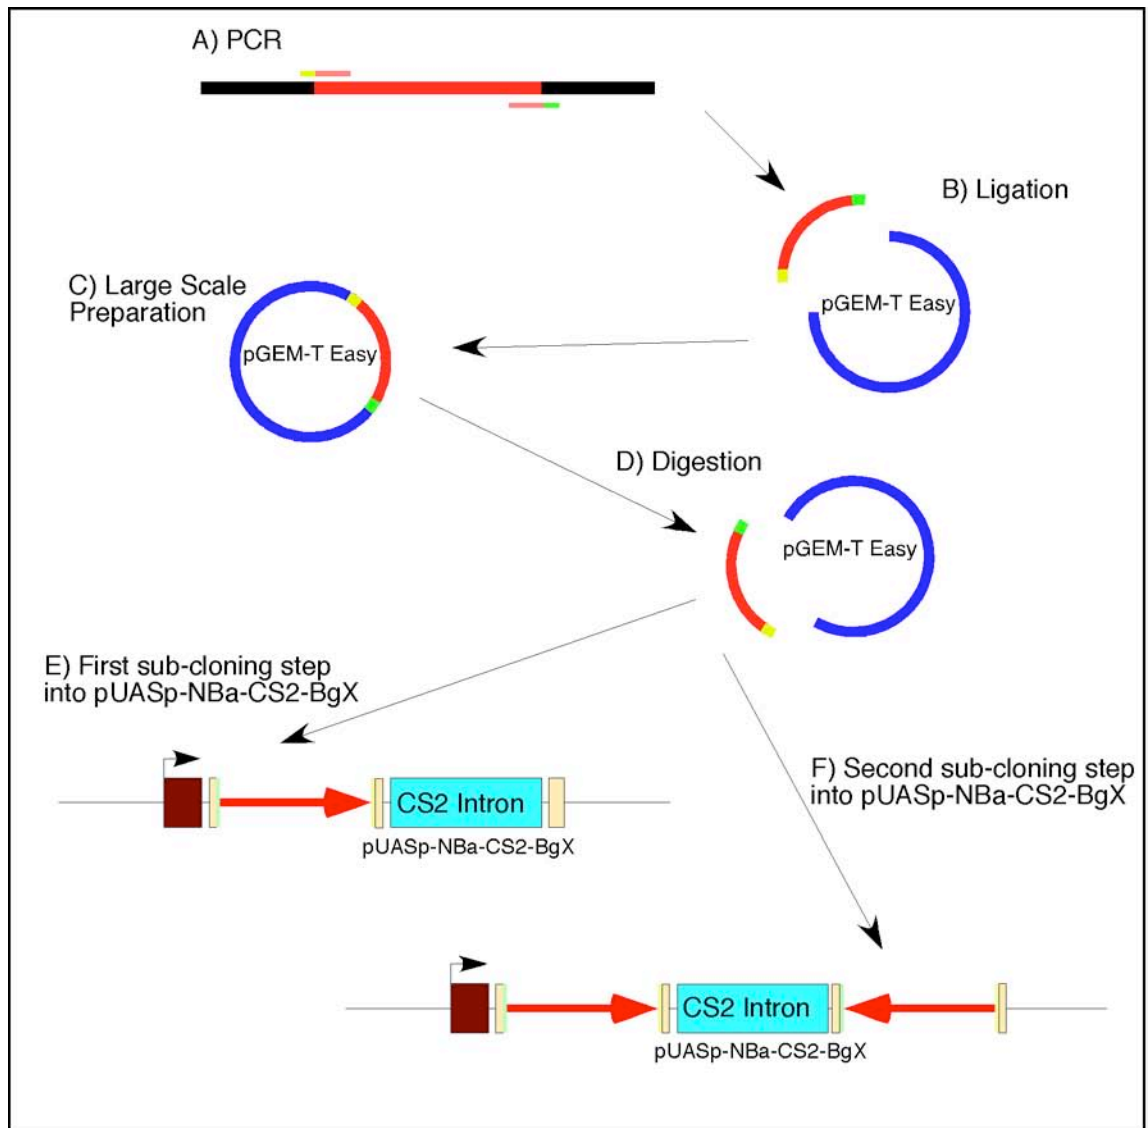 A) PCR
B) Ligation
pGEM-T Easy
C) Large Scale
Preparation
pGEM-T Easy
D) Digestion
pGEM-T Easy
E) First sub-cloning step
into pUASp-NBa-CS2-BgX
CS2 Intron
pUASp-NBa-CS2-BgX
F) Second sub-cloning step
into pUASp-NBa-CS2-BgX
CS2 Intron
pUASp-NBa-CS2-BgX